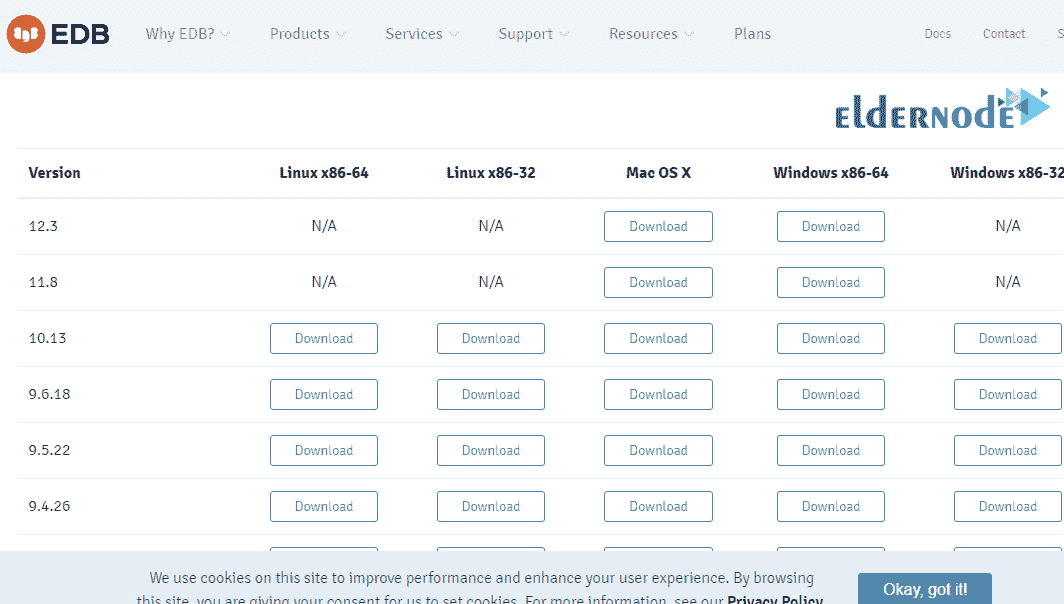 EDB Why EDB? Products Services Support Resources Plans Docs Contact S
eldernode
Version Linux x86-64 Linux x86-32 Mac OS X Windows x86-64 Windows x86-32
12.3 N/A N/A Download Download N/A
11.8 N/A N/A Download Download N/A
10.13 Download Download Download Download Download
9.6.18 Download Download Download Download Download
9.5.22 Download Download Download Download Download
9.4.26 Download Download Download Download Download
We use cookies on this site to improve performance and enhance your user experience. By browsing
this site, you are giving your consent for us to set cookies. For more information, see our Privacy Policy
Okay, got it!